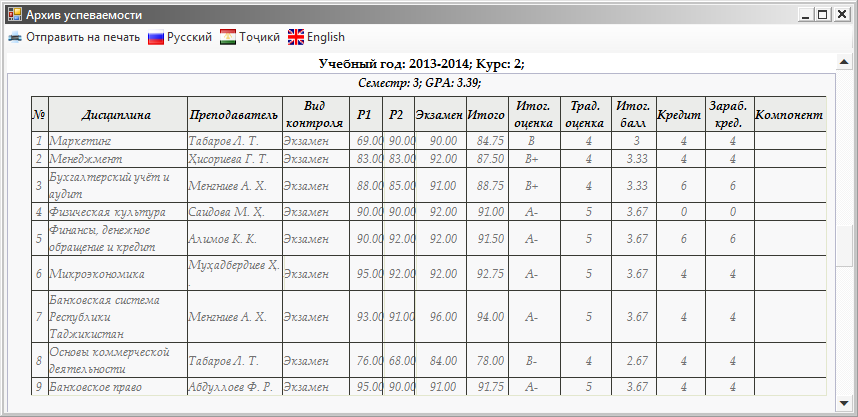 Архив успеваемости
Отправить на печать Русский Тоҷикӣ English
Учебный год: 2013-2014; Курс: 2;
Семестр: 3; GPA: 3.39;
№ Дисциплина Преподаватель Вид контроля Р1 Р2 Экзамен Итого Итог. оценка Трад. оценка Итог. балл Кредит Зараб. кред. Компонент
1 Маркетинг Табаров Л. Т. Экзамен 69.00 90.00 90.00 84.75 B 4 3 4 4
2 Менеджмент Ҳисориева Г. Т. Экзамен 83.00 83.00 92.00 87.50 B+ 4 3.33 4 4
3 Бухгалтерский учёт и аудит Менгниев А. Х. Экзамен 88.00 85.00 91.00 88.75 B+ 4 3.33 6 6
4 Физическая культура Саидова М. Ҳ. Экзамен 90.00 90.00 92.00 91.00 A- 5 3.67 0 0
5 Финансы, денежное обращение и кредит Алимов К. К. Экзамен 90.00 92.00 92.00 91.50 A- 5 3.67 6 6
6 Микроэкономика Муҳадбердиев Ҳ. . Экзамен 95.00 92.00 92.00 92.75 A- 5 3.67 4 4
7 Банковская система Республики Таджикистан Менгниев А. Х. Экзамен 93.00 91.00 96.00 94.00 A- 5 3.67 4 4
8 Основы коммерческой деятельности Табаров Л. Т. Экзамен 76.00 68.00 84.00 78.00 B- 4 2.67 4 4
9 Банковское право Абдуллоев Ф. Р. Экзамен 95.00 90.00 91.00 91.75 A- 5 3.67 4 4